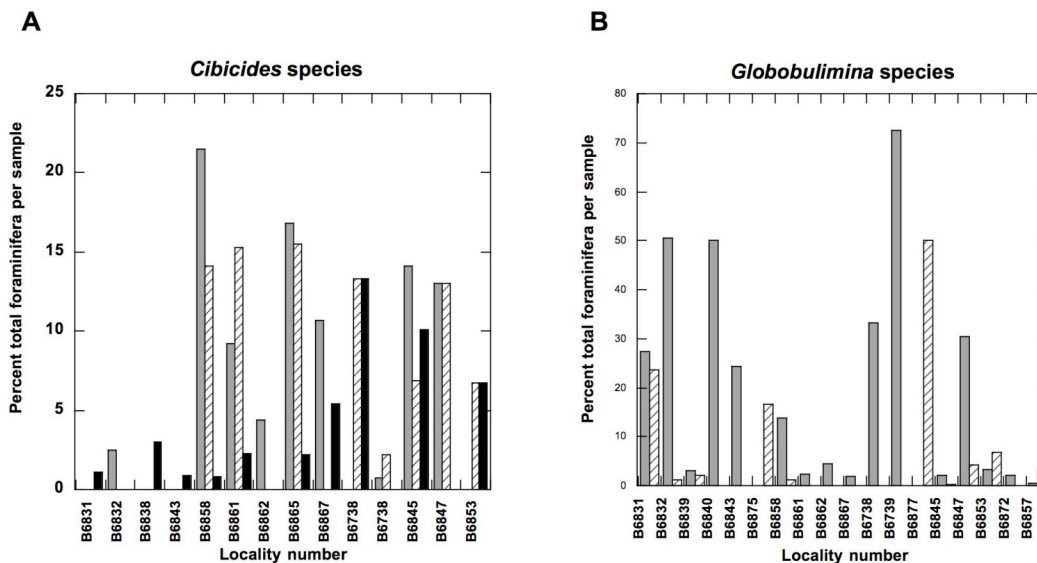 A
Cibicides species
Percent total foraminifera per sample
25
20
15
10
5
0
B6831
B6832
B6838
B6843
B6858
B6861
B6862
B6865
B6867
B6738
B6738
B6845
B6847
B6853
Locality number
B
Globobulimina species
Percent total foraminifera per sample
80
70
60
50
40
30
20
10
0
B6831
B6832
B6839
B6840
B6843
B6875
B6858
B6861
B6862
B6867
B6738
B6739
B6877
B6845
B6847
B6853
B6872
B6857
Locality number